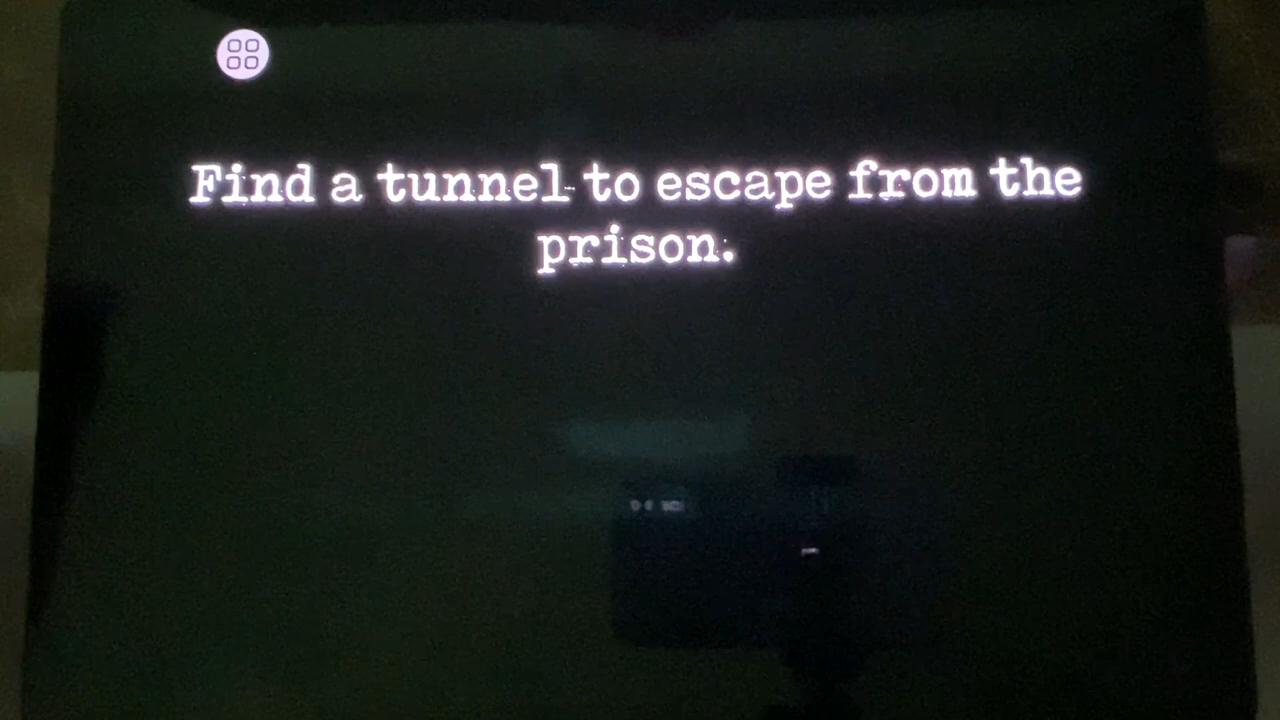 Find a tunnel to escape from the
prison.